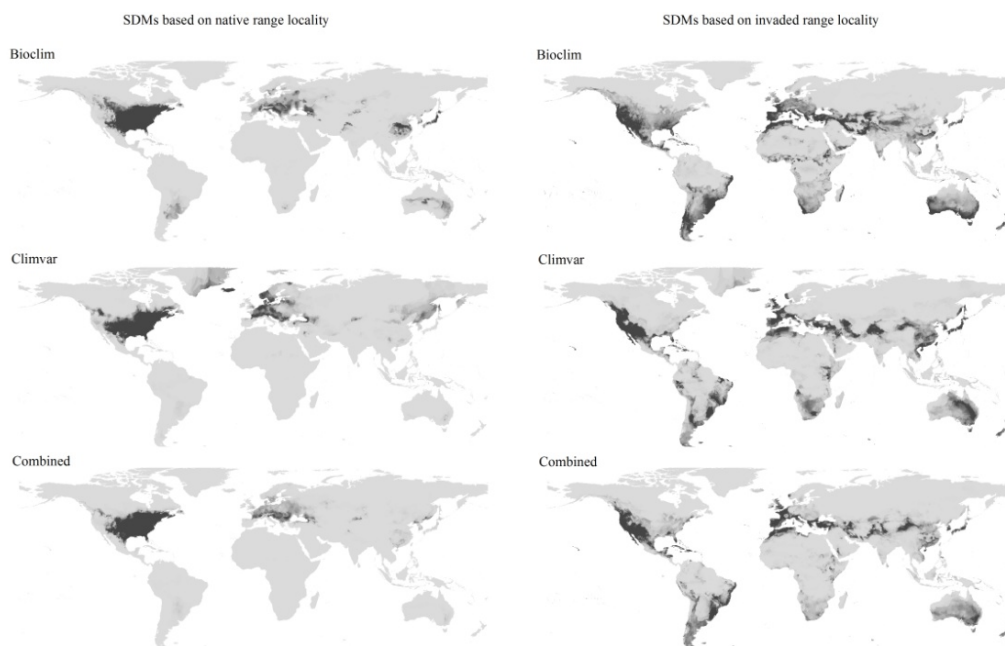 SDMs based on native range locality
SDMs based on invaded range locality
Bioclim
Bioclim
Climvar
Climvar
Combined
Combined